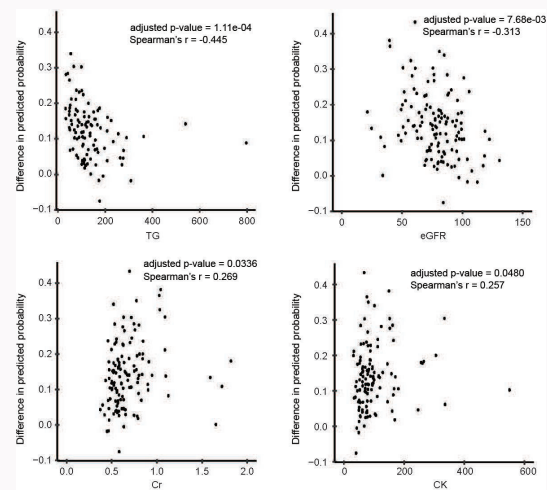 adjusted p-value = 1.11e-04
Spearman's r = -0.445
Difference in predicted probability
0.4
0.3
0.2
0.1
0.0
−0.1
0
200
400
600
800
TG
adjusted p-value = 7.68e-03
Spearman's r = -0.313
Difference in predicted probability
0.4
0.3
0.2
0.1
0.0
−0.1
0
50
100
150
eGFR
adjusted p-value = 0.0336
Spearman's r = 0.269
Difference in predicted probability
0.4
0.3
0.2
0.1
0.0
−0.1
0.0
0.5
1.0
1.5
2.0
Cr
adjusted p-value = 0.0480
Spearman's r = 0.257
Difference in predicted probability
0.4
0.3
0.2
0.1
0.0
−0.1
0
200
400
600
CK